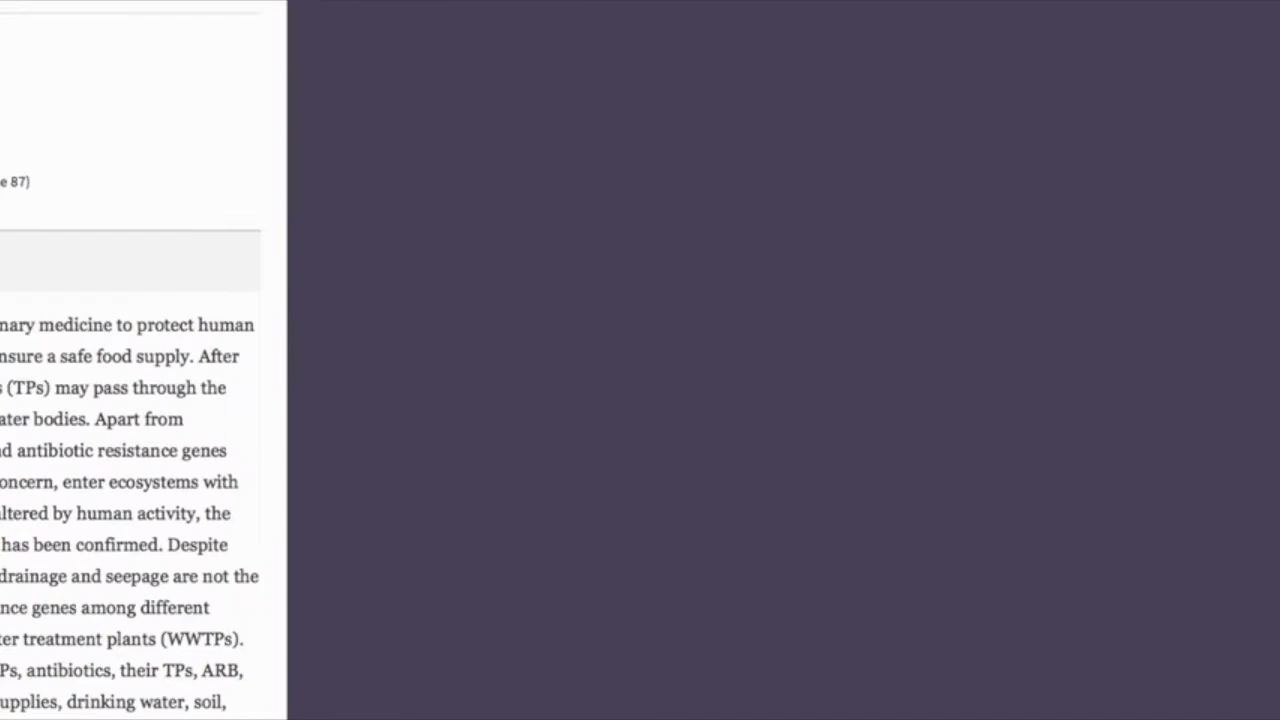 e 87)
nary medicine to protect human
nsure a safe food supply. After
s (TPs) may pass through the
ater bodies. Apart from
nd antibiotic resistance genes
oncern, enter ecosystems with
altered by human activity, the
has been confirmed. Despite
drainage and seepage are not the
nce genes among different
ter treatment plants (WWTPs).
Ps, antibiotics, their TPs, ARB,
upplies, drinking water, soil,